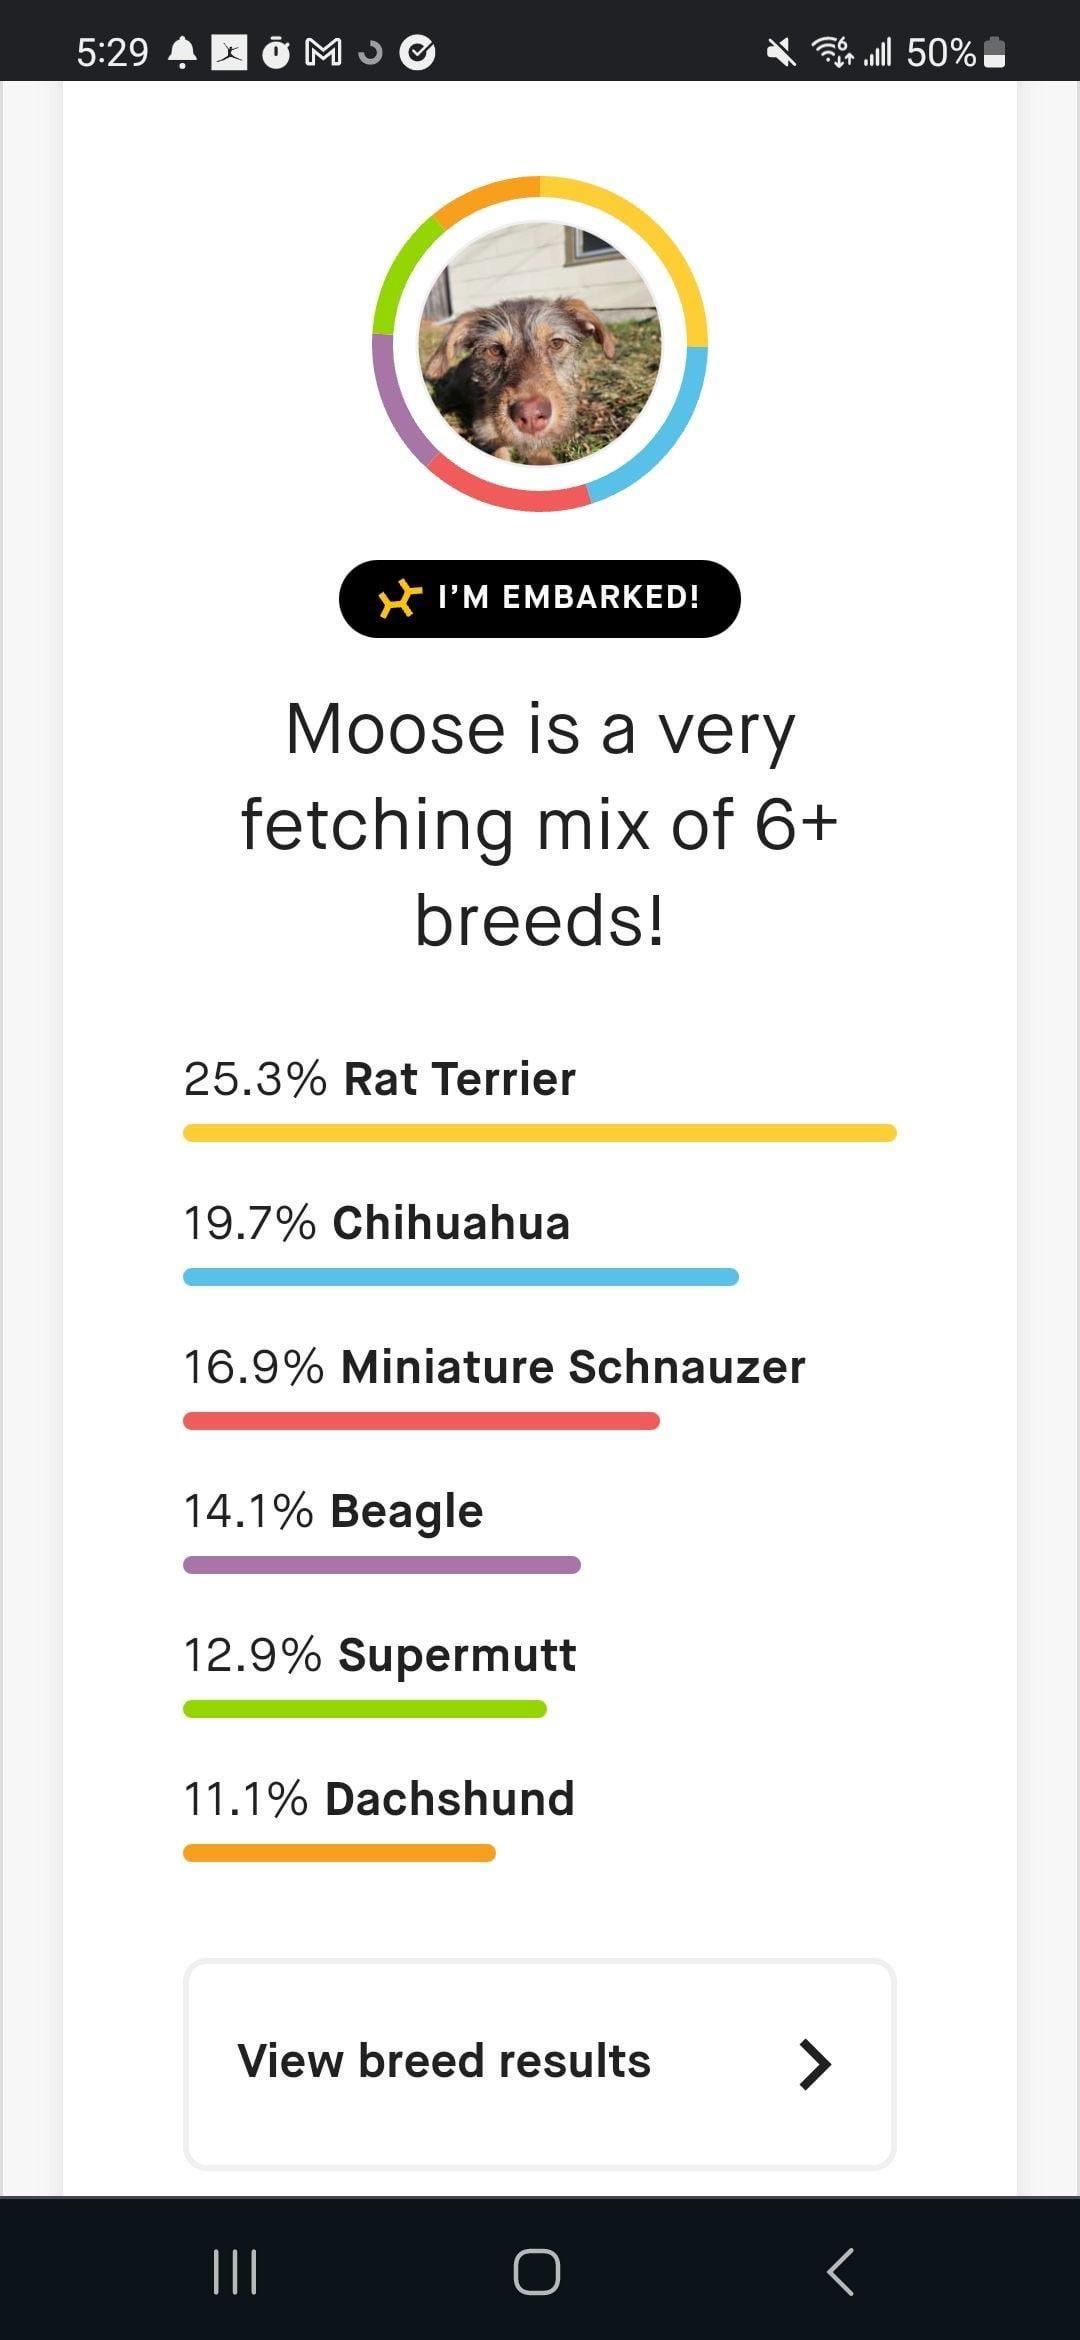 5:29 50%
I'M EMBARKED!
Moose is a very
fetching mix of 6+
breeds!
25.3% Rat Terrier
19.7% Chihuahua
16.9% Miniature Schnauzer
14.1% Beagle
12.9% Supermutt
11.1% Dachshund
View breed results